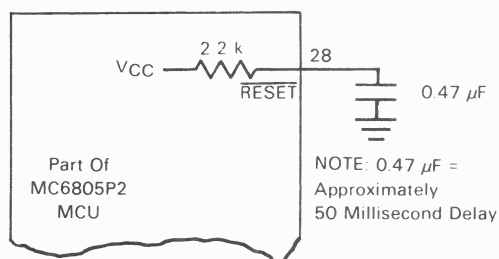 2 2 k
VCC
28
RESET
0.47 μF
Part Of
MC6805P2
MCU
NOTE: 0.47 μF =
Approximately
50 Millisecond Delay